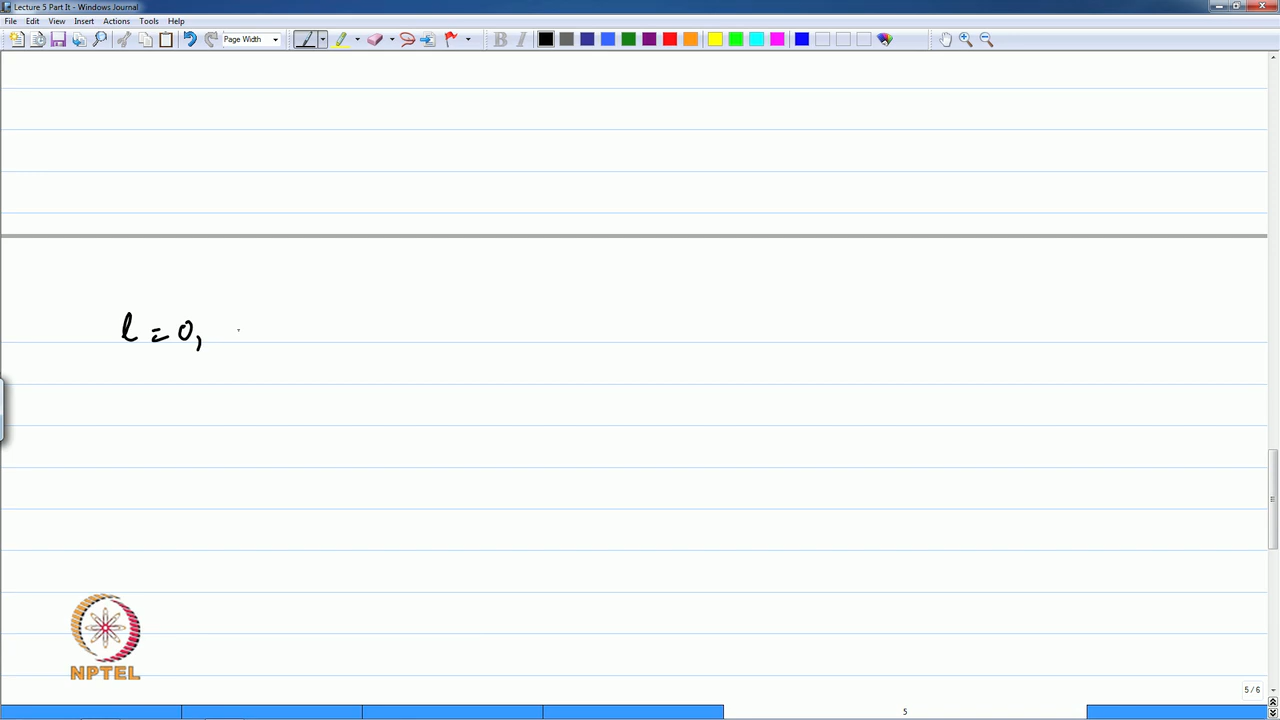 Lecture 5 Part It - Windows Journal
File Edit View Insert Actions Tools Help
Page Width
B I
l = 0,
NPTEL
5 / 6
5